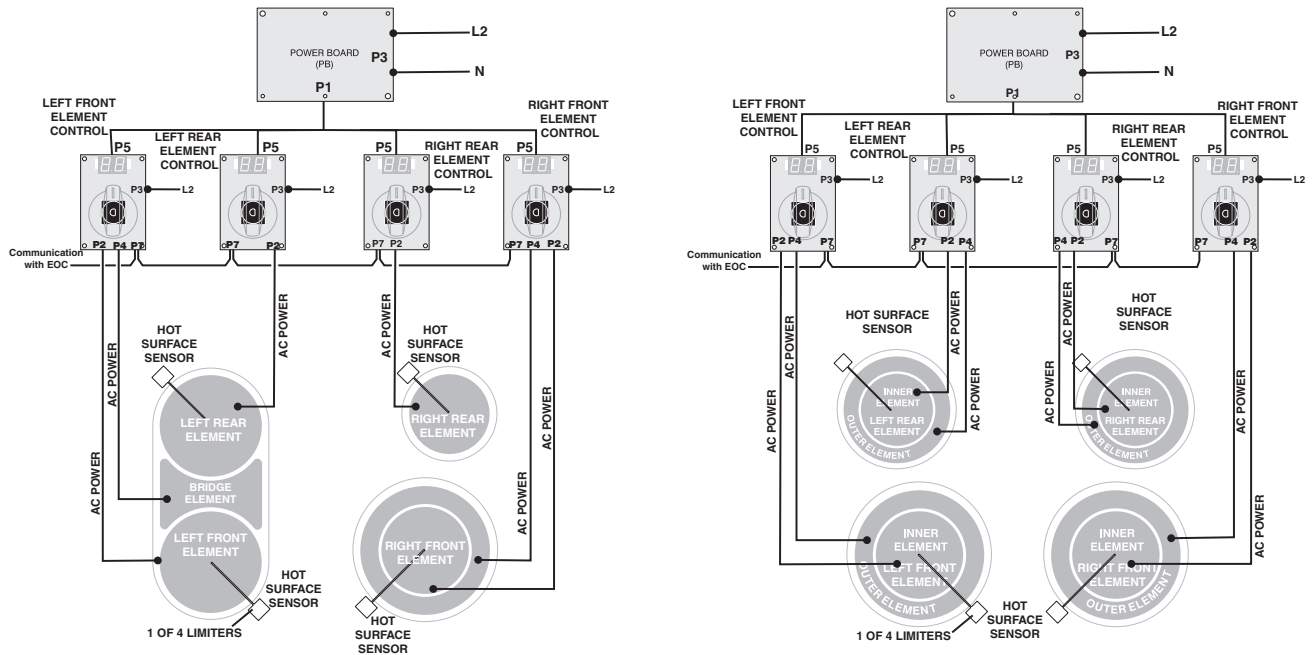 POWER BOARD
(PB)
L2
P3
N
P1
LEFT FRONT
ELEMENT
CONTROL
RIGHT FRONT
ELEMENT
CONTROL
LEFT REAR
ELEMENT
CONTROL
RIGHT REAR
ELEMENT
CONTROL
P5
P5
P5
P5
P3
L2
P3
L2
P3
L2
P3
L2
P2 P4 P7
P7 P2
P7 P2
P7 P4 P2
Communication
with EOC
AC POWER
AC POWER
AC POWER
AC POWER
AC POWER
AC POWER
HOT
SURFACE
SENSOR
HOT
SURFACE
SENSOR
LEFT REAR
ELEMENT
RIGHT REAR
ELEMENT
BRIDGE
ELEMENT
LEFT FRONT
ELEMENT
RIGHT FRONT
ELEMENT
HOT
SURFACE
SENSOR
1 OF 4 LIMITERS
HOT
SURFACE
SENSOR
POWER BOARD
(PB)
L2
P3
N
P1
LEFT FRONT
ELEMENT
CONTROL
RIGHT FRONT
ELEMENT
CONTROL
LEFT REAR
ELEMENT
CONTROL
RIGHT REAR
ELEMENT
CONTROL
P5
P5
P5
P5
P3
L2
P3
L2
P3
L2
P3
L2
P2 P4 P7
P7 P2 P4
P4 P2 P7
P7 P4 P2
Communication
with EOC
AC POWER
AC POWER
AC POWER
AC POWER
AC POWER
AC POWER
AC POWER
AC POWER
HOT SURFACE
SENSOR
HOT
SURFACE
SENSOR
INNER
ELEMENT
LEFT REAR
ELEMENT
OUTER ELEMENT
INNER
ELEMENT
RIGHT REAR
ELEMENT
OUTER ELEMENT
INNER
ELEMENT
LEFT FRONT
ELEMENT
OUTER ELEMENT
INNER
ELEMENT
RIGHT FRONT
ELEMENT
OUTER ELEMENT
HOT
SURFACE
SENSOR
1 OF 4 LIMITERS